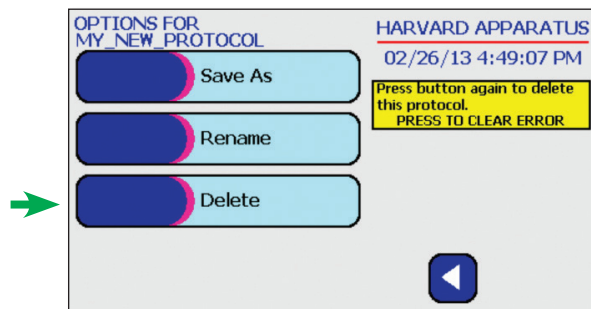 OPTIONS FOR
MY_NEW_PROTOCOL
HARVARD APPARATUS
02/26/13 4:49:07 PM
Press button again to delete
this protocol.
PRESS TO CLEAR ERROR
Save As
Rename
Delete